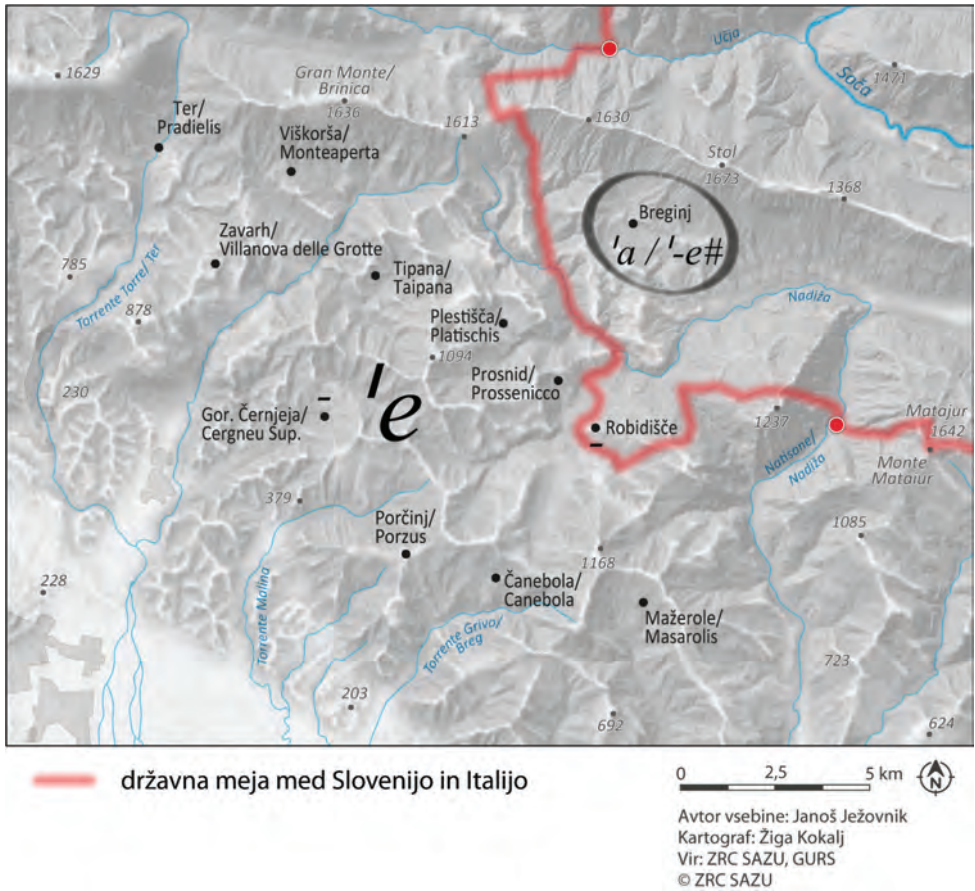 Učja
1629
Gran Monte/
Brinica
1636
1471
Soča
Ter/
Pradielis
1613
1630
Viškorša/
Monteaperta
Stol
1673
1368
Breginj
'a / '-e#
Zavarh/
Villanova delle Grotte
785
Torrente Torre/ Ter
878
Tipana/
Taipana
Nadiža
Plestišča/
Platischis
1094
230
'e
Prosnid/
Prossenicco
–
Gor. Černjeja/
Cergneu Sup.
1237
Robidišče
–
Matajur
1642
Monte
Mataiur
Natisone/
Nadiža
379
Porčinj/
Porzus
1085
1168
228
Torrente Malina
Čanebola/
Canebola
Mažerole/
Masarolis
Torrente Grivo/
Breg
723
203
692
624
državna meja med Slovenijo in Italijo
0 2,5 5 km
N
Avtor vsebine: Janoš Ježovnik
Kartograf: Žiga Kokalj
Vir: ZRC SAZU, GURS
© ZRC SAZU